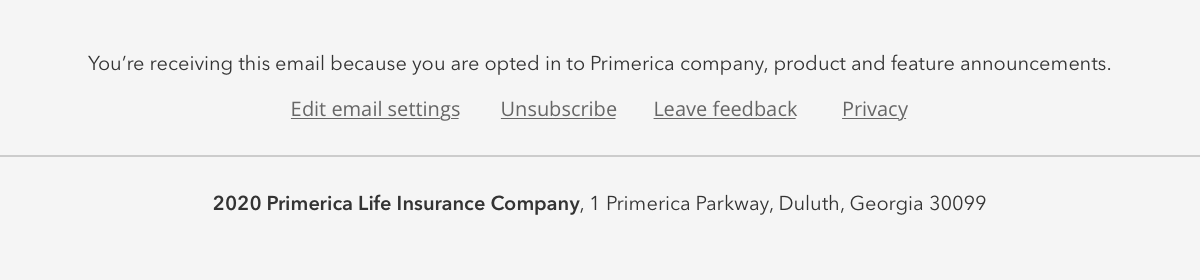 You’re receiving this email because you are opted in to Primerica company, product and feature announcements.
Edit email settings Unsubscribe Leave feedback Privacy
2020 Primerica Life Insurance Company, 1 Primerica Parkway, Duluth, Georgia 30099